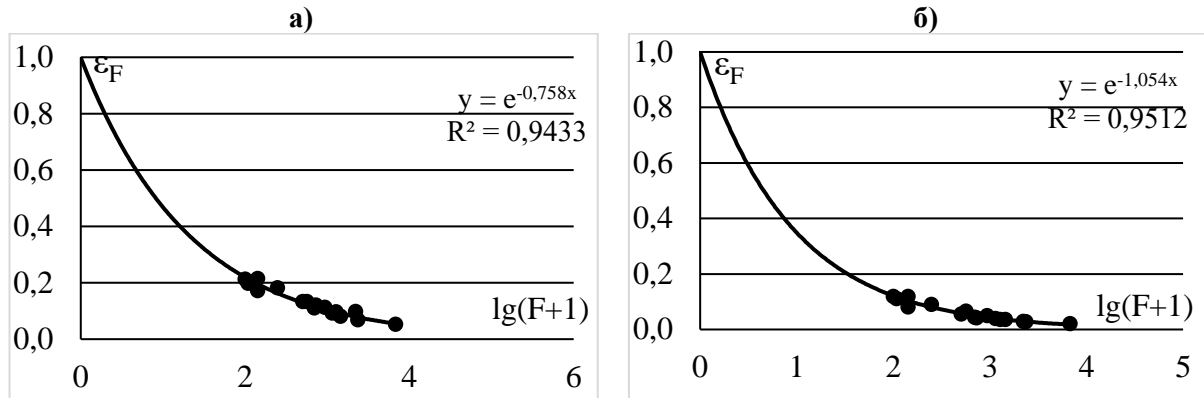 а)
1,0
0,8
0,6
0,4
0,2
0,0
ε_F
y = e^-0,758x
R² = 0,9433
lg(F+1)
0 2 4 6
б)
1,0
0,8
0,6
0,4
0,2
0,0
ε_F
y = e^-1,054x
R² = 0,9512
lg(F+1)
0 1 2 3 4 5